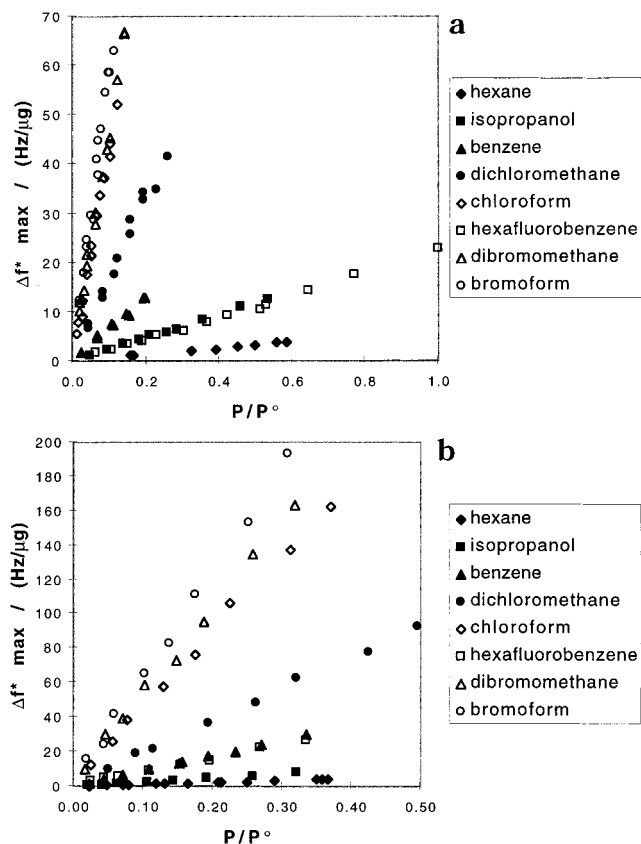 a
70
60
50
40
30
20
10
0
Δf* max / (Hz/μg)
0.0 0.2 0.4 0.6 0.8 1.0
P/P°
hexane
isopropanol
benzene
dichloromethane
chloroform
hexafluorobenzene
dibromomethane
bromoform
b
200
180
160
140
120
100
80
60
40
20
0
Δf* max / (Hz/μg)
0.00 0.10 0.20 0.30 0.40 0.50
P/P°
hexane
isopropanol
benzene
dichloromethane
chloroform
hexafluorobenzene
dibromomethane
bromoform